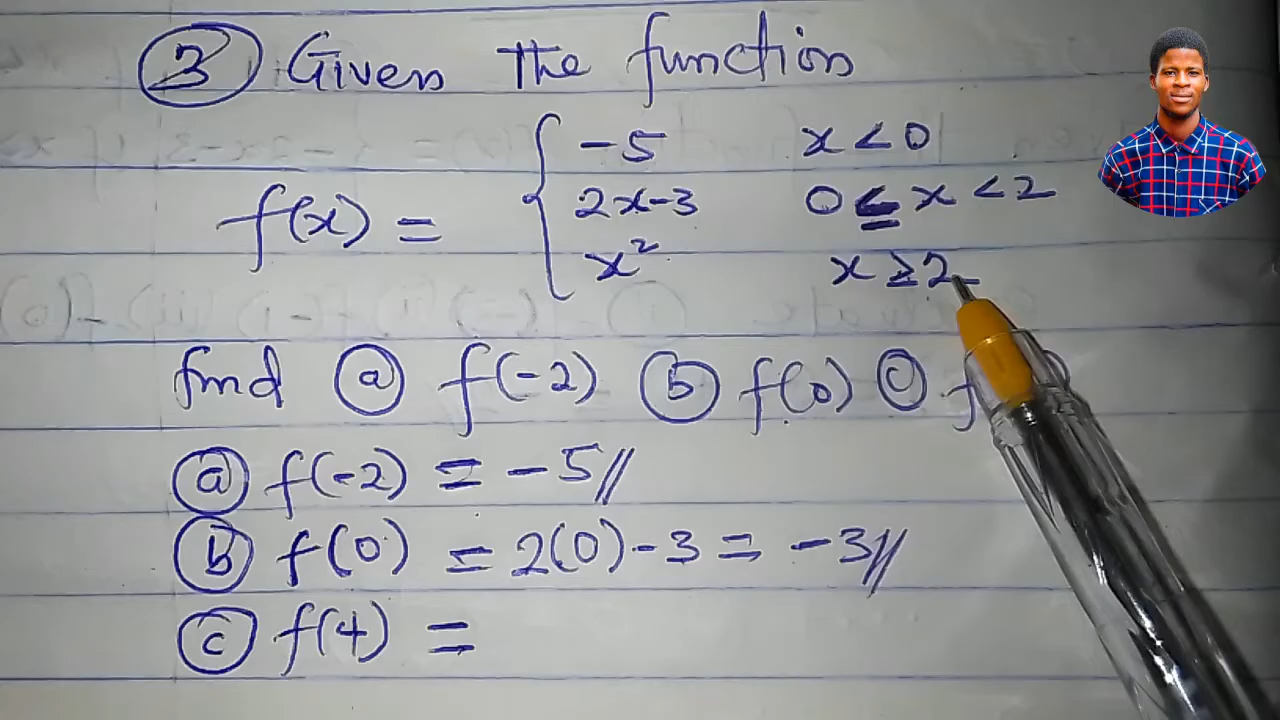 ③ Given the function
f(x) = { -5 x < 0
2x-3 0 ≤ x < 2
x² x ≥ 2
find ⓐ f(-2) ⓑ f(0) ⓒ f
ⓐ f(-2) = -5//
ⓑ f(0) = 2(0)-3 = -3//
ⓒ f(4) =